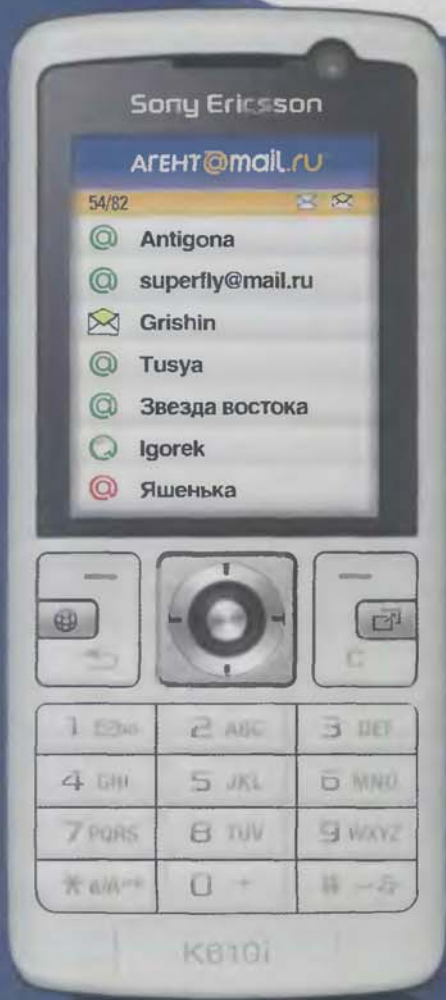 Sony Ericsson
АГЕНТ@mail.ru
54/82
@ Antigona
@ superfly@mail.ru
Grishin
@ Tusya
@ Звезда востока
Igorek
@ Яшенька
C
1
2 ABC
3 DEF
4 GHI
5 JKL
6 MNO
7 PQRS
8 TUV
9 WXYZ
* a/A
0 +
#
K610i